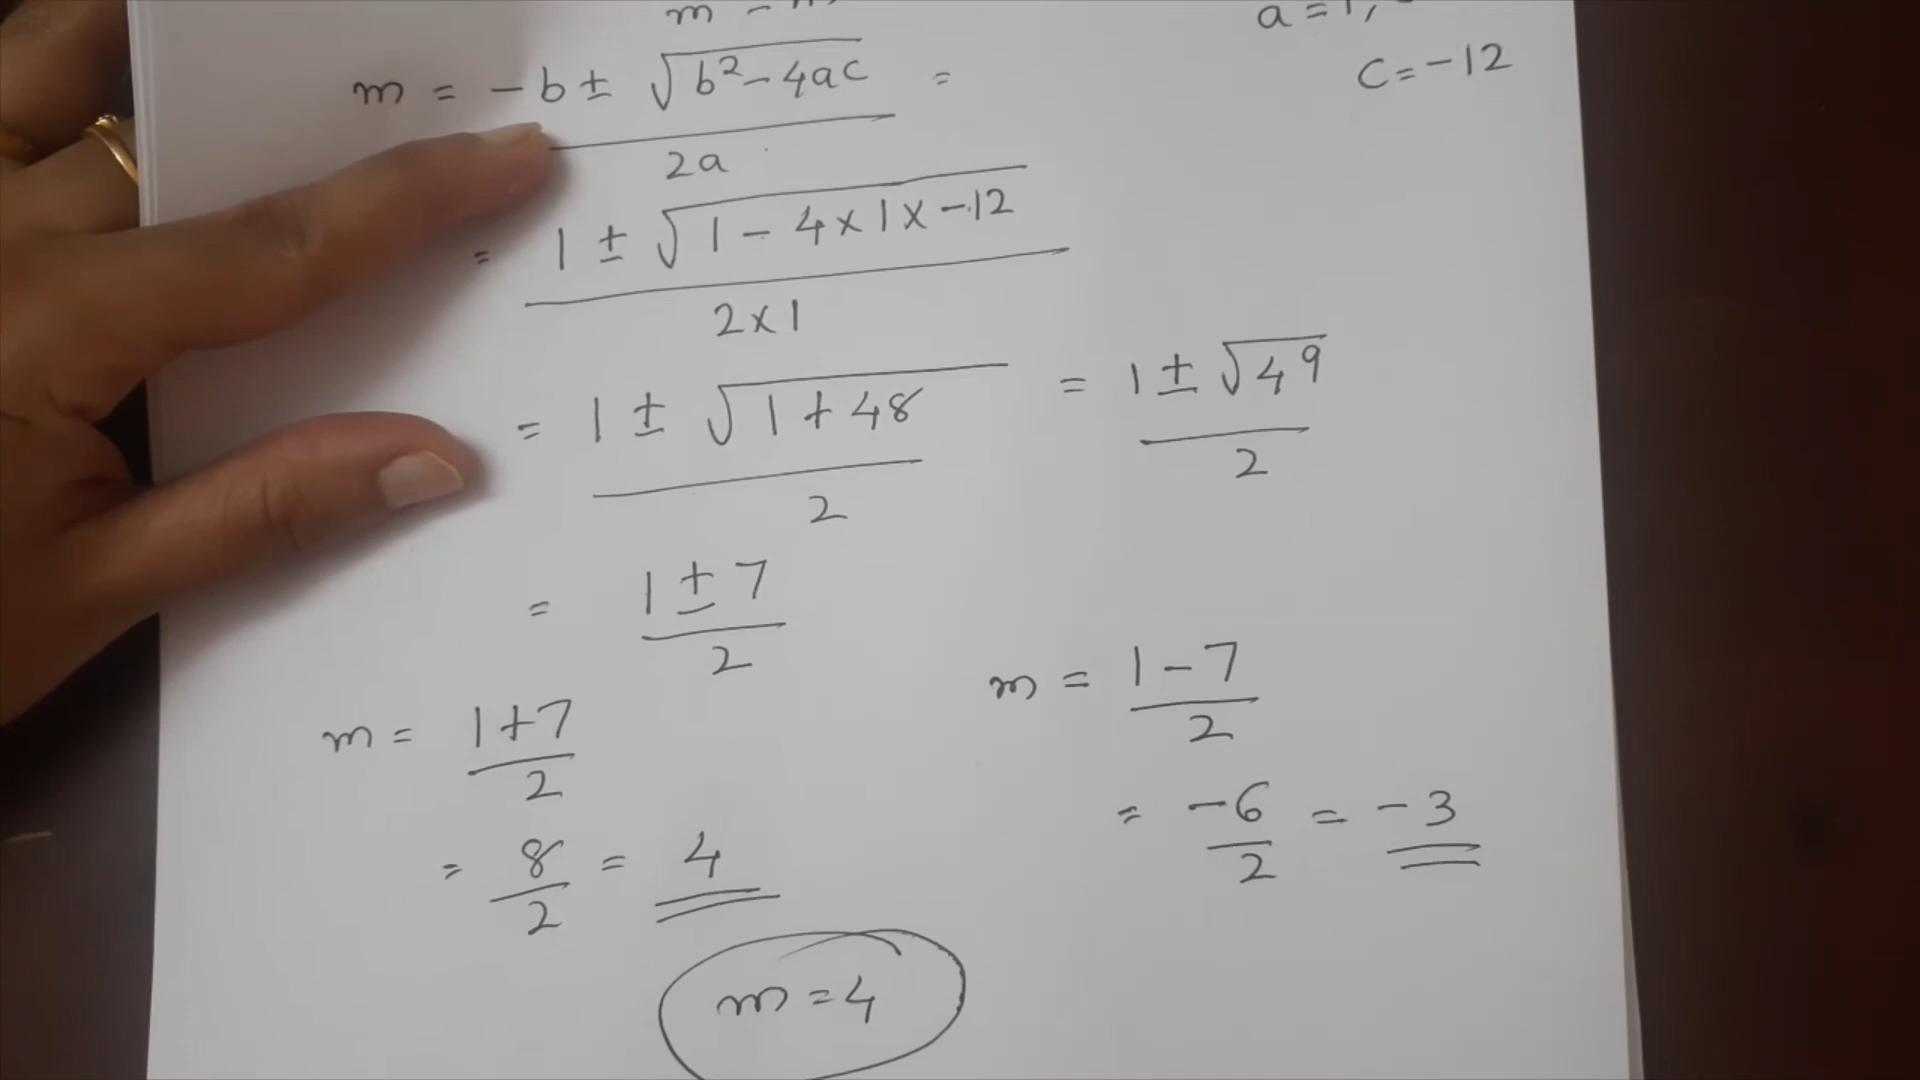 m -
a = 1,
c = -12
m = -b ± √b² - 4ac =
2a
= 1 ± √1 - 4 x 1 x -12
2 x 1
= 1 ± √1 + 48 = 1 ± √49
2 2
= 1 ± 7
2
m = 1 + 7
2
= 8 = 4
2
m = 1 - 7
2
= -6 = -3
2
m = 4